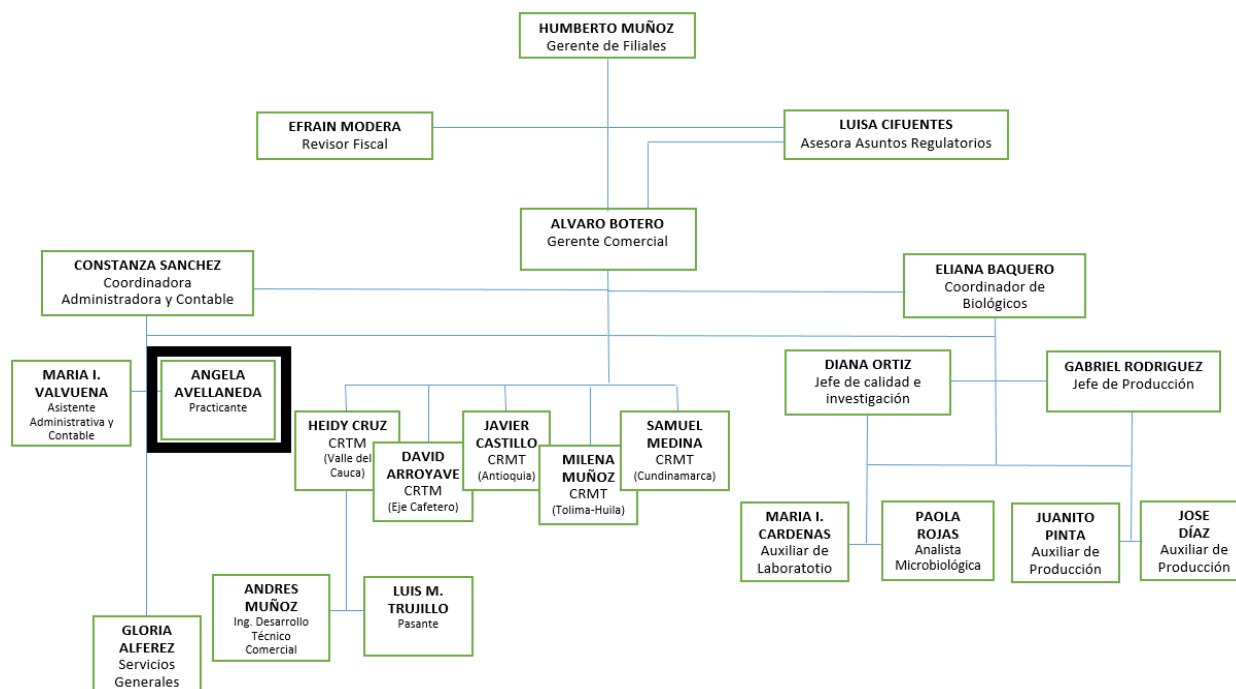 HUMBERTO MUÑOZ
Gerente de Filiales
EFRAIN MODERA
Revisor Fiscal
LUISA CIFUENTES
Asesora Asuntos Regulatorios
ALVARO BOTERO
Gerente Comercial
CONSTANZA SANCHEZ
Coordinadora
Administradora y Contable
ELIANA BAQUERO
Coordinador de
Biológicos
MARIA I.
VALVUENA
Asistente
Administrativa y
Contable
ANGELA
AVELLANEDA
Practicante
DIANA ORTIZ
Jefe de calidad e
investigación
GABRIEL RODRIGUEZ
Jefe de Producción
HEIDY CRUZ
CRTM
(Valle del
Cauca)
DAVID
ARROYAVE
CRTM
(Eje Cafetero)
JAVIER
CASTILLO
CRMT
(Antioquia)
MILENA
MUÑOZ
CRMT
(Tolima-Huila)
SAMUEL
MEDINA
CRMT
(Cundinamarca)
MARIA I.
CARDENAS
Auxiliar de
Laboratotio
PAOLA
ROJAS
Analista
Microbiológica
JUANITO
PINTA
Auxiliar de
Producción
JOSE
DÍAZ
Auxiliar de
Producción
ANDRES
MUÑOZ
Ing. Desarrollo
Técnico
Comercial
LUIS M.
TRUJILLO
Pasante
GLORIA
ALFEREZ
Servicios
Generales